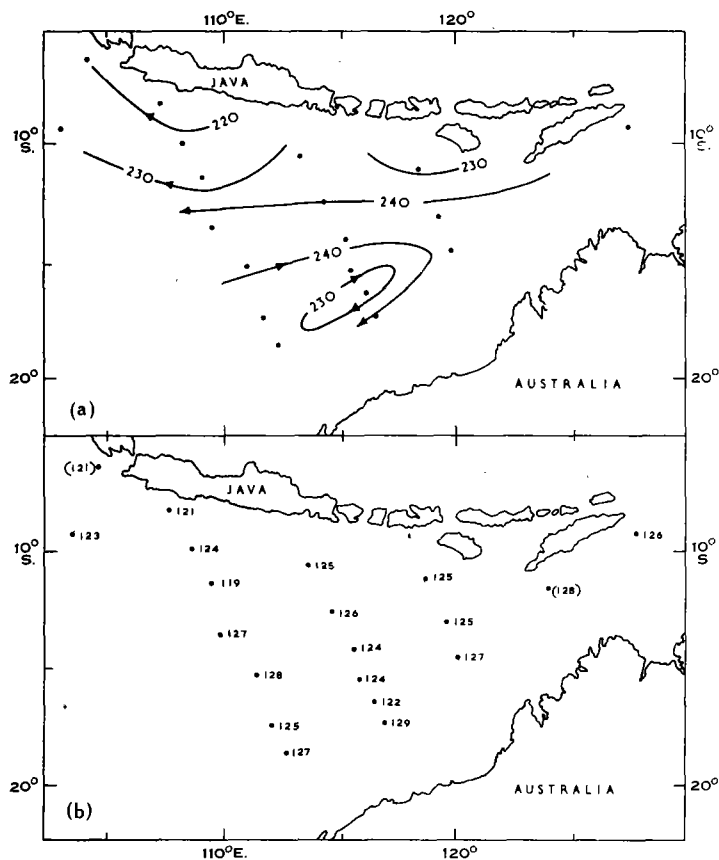 110°E. 120°
JAVA
220
10° S. 10° S.
230 230
240
240
230
20° 20°
AUSTRALIA
(a)
(121)
JAVA
121
123 126
10° S. 124 10° S.
125
119 125 (128)
126 125
127
124 127
128 124
122
125 129
127
20° 20°
AUSTRALIA
(b)
110°E. 120°